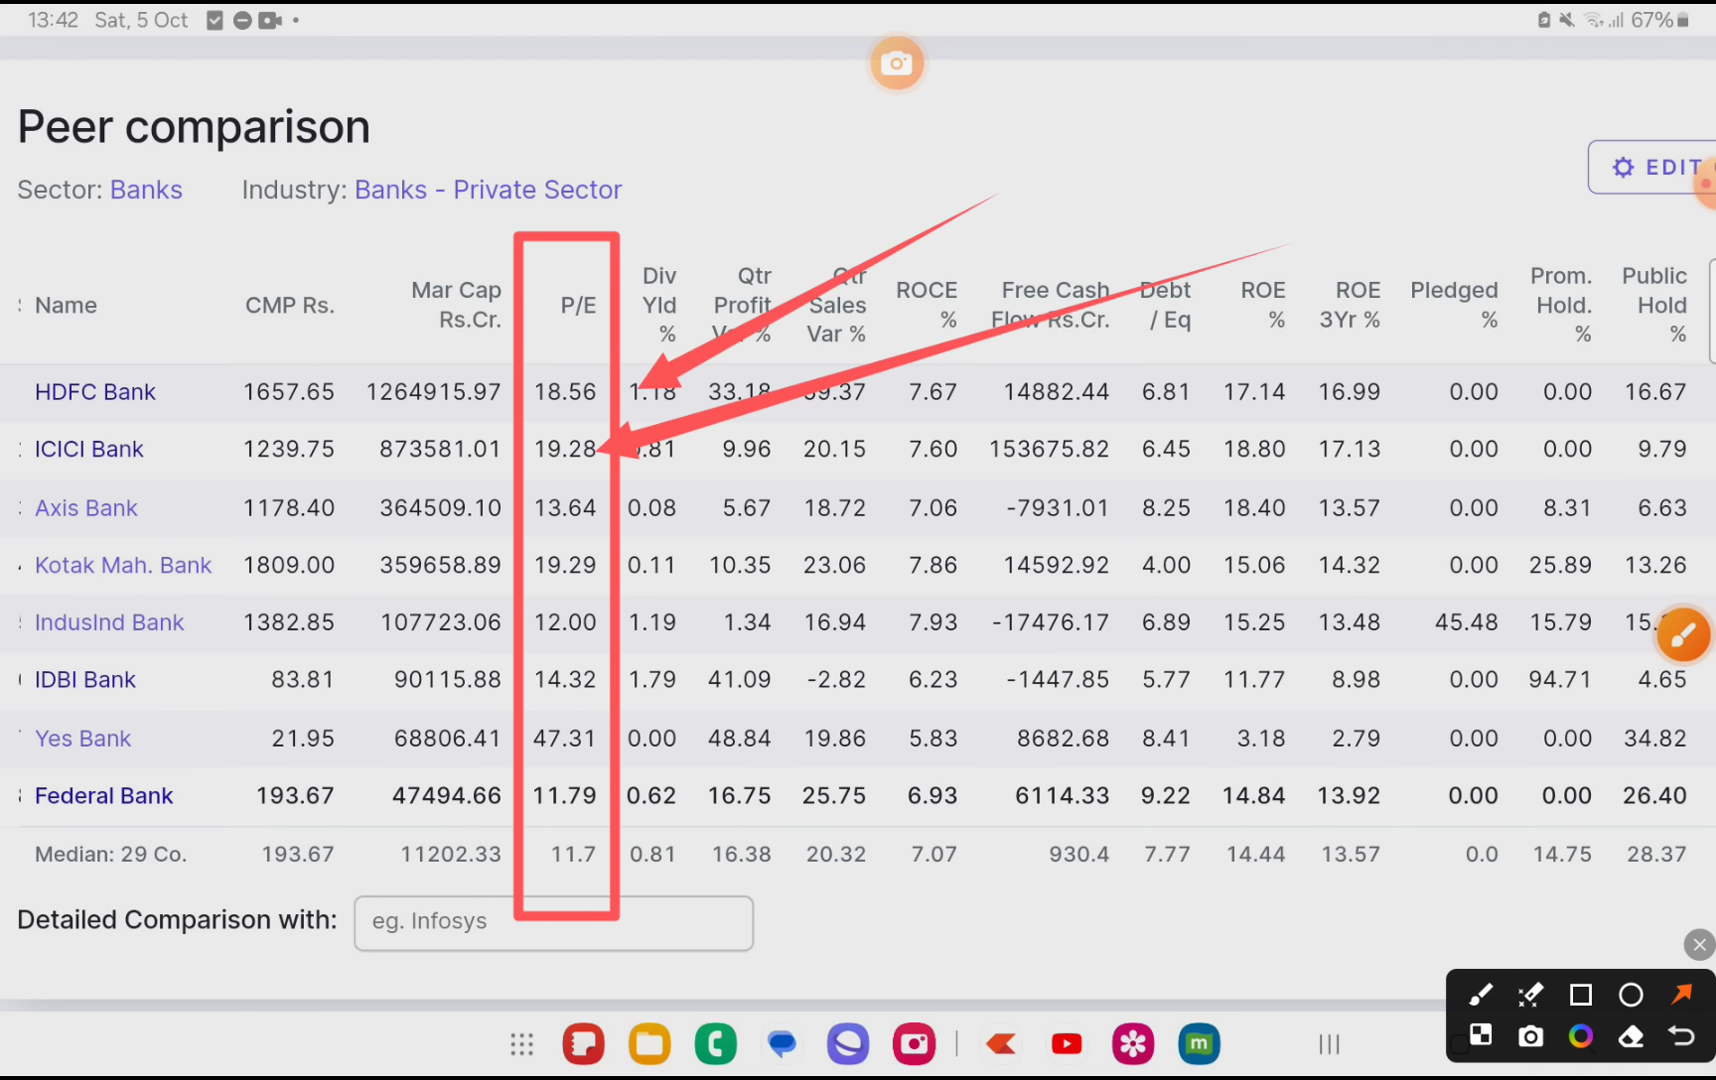 13:42 Sat, 5 Oct 67%
Peer comparison
EDIT
Sector: Banks Industry: Banks - Private Sector
Name CMP Rs. Mar Cap Rs.Cr. P/E Div Yld % Qtr Profit Var % Qtr Sales Var % ROCE % Free Cash Flow Rs.Cr. Debt / Eq ROE % ROE 3Yr % Pledged % Prom. Hold. % Public Hold %
HDFC Bank 1657.65 1264915.97 18.56 1.18 33.18 7.67 14882.44 6.81 17.14 16.99 0.00 0.00 16.67
ICICI Bank 1239.75 873581.01 19.28 9.96 20.15 7.60 153675.82 6.45 18.80 17.13 0.00 0.00 9.79
Axis Bank 1178.40 364509.10 13.64 0.08 5.67 18.72 7.06 -7931.01 8.25 18.40 13.57 0.00 8.31 6.63
Kotak Mah. Bank 1809.00 359658.89 19.29 0.11 10.35 23.06 7.86 14592.92 4.00 15.06 14.32 0.00 25.89 13.26
IndusInd Bank 1382.85 107723.06 12.00 1.19 1.34 16.94 7.93 -17476.17 6.89 15.25 13.48 45.48 15.79
IDBI Bank 83.81 90115.88 14.32 1.79 41.09 -2.82 6.23 -1447.85 5.77 11.77 8.98 0.00 94.71 4.65
Yes Bank 21.95 68806.41 47.31 0.00 48.84 19.86 5.83 8682.68 8.41 3.18 2.79 0.00 0.00 34.82
Federal Bank 193.67 47494.66 11.79 0.62 16.75 25.75 6.93 6114.33 9.22 14.84 13.92 0.00 0.00 26.40
Median: 29 Co. 193.67 11202.33 11.7 0.81 16.38 20.32 7.07 930.4 7.77 14.44 13.57 0.0 14.75 28.37
Detailed Comparison with: eg. Infosys
m